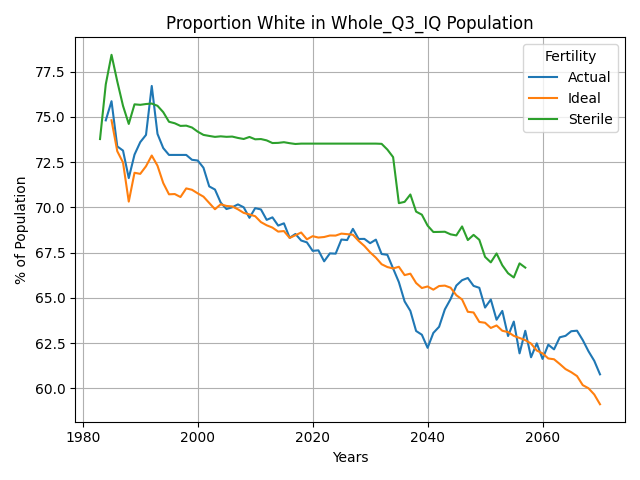 Proportion White in Whole_Q3_IQ Population
Fertility
Actual
Ideal
Sterile
% of Population
77.5
75.0
72.5
70.0
67.5
65.0
62.5
60.0
1980
2000
2020
2040
2060
Years